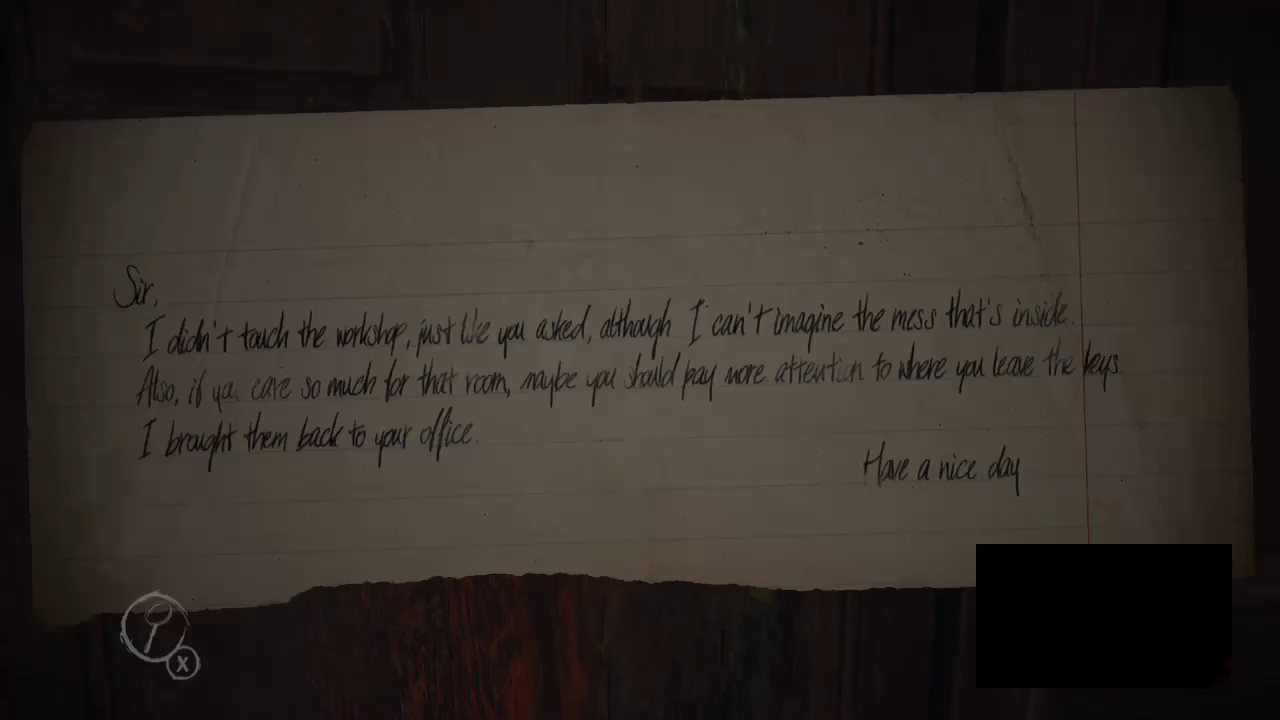 Sir,
I didn't touch the workshop, just like you asked, although I can't imagine the mess that's inside.
Also, if you care so much for that room, maybe you should pay more attention to where you leave the keys.
I brought them back to your office.
Have a nice day
X